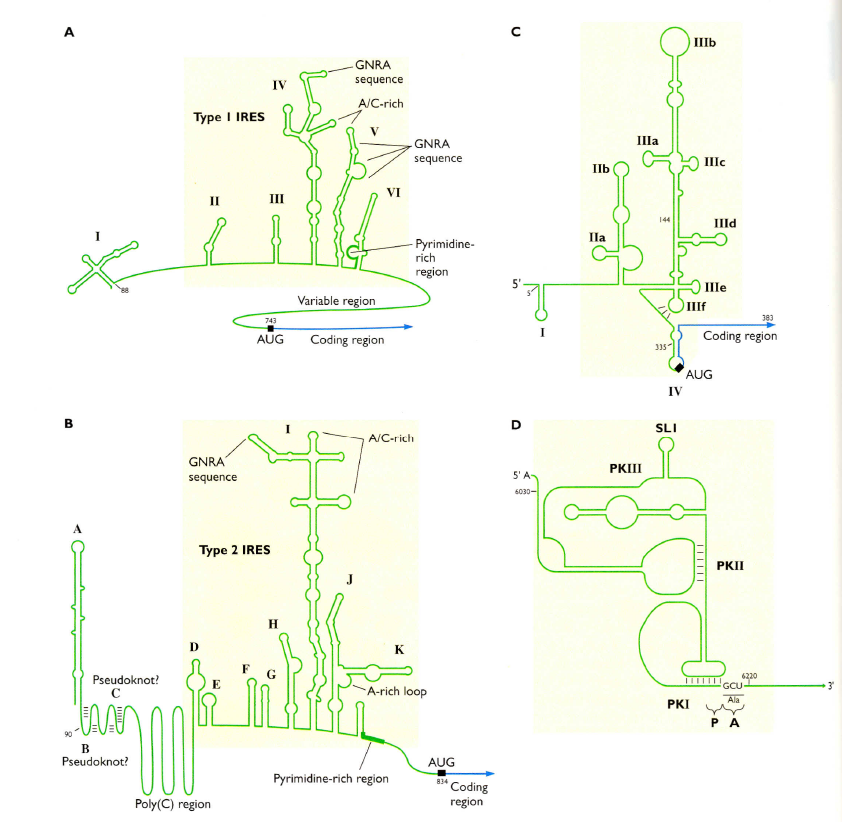 A
GNRA
sequence
IV
A/C-rich
Type 1 IRES
V
GNRA
sequence
VI
II
III
I
Pyrimidine-
rich
region
88
Variable region
743
AUG
Coding region
C
IIIb
IIIa
IIb
IIIc
144
IIId
IIa
5'
5
IIIe
I
IIIf
383
335
Coding region
AUG
IV
B
I
A/C-rich
GNRA
sequence
A
Type 2 IRES
J
H
D
K
Pseudoknot?
C
E
F
G
A-rich loop
90
B
Pseudoknot?
Pyrimidine-rich region
AUG
834
Coding
region
Poly(C) region
D
SL1
5' A
PKIII
6030
PKII
6220
GCU
3'
Ala
PKI
P A